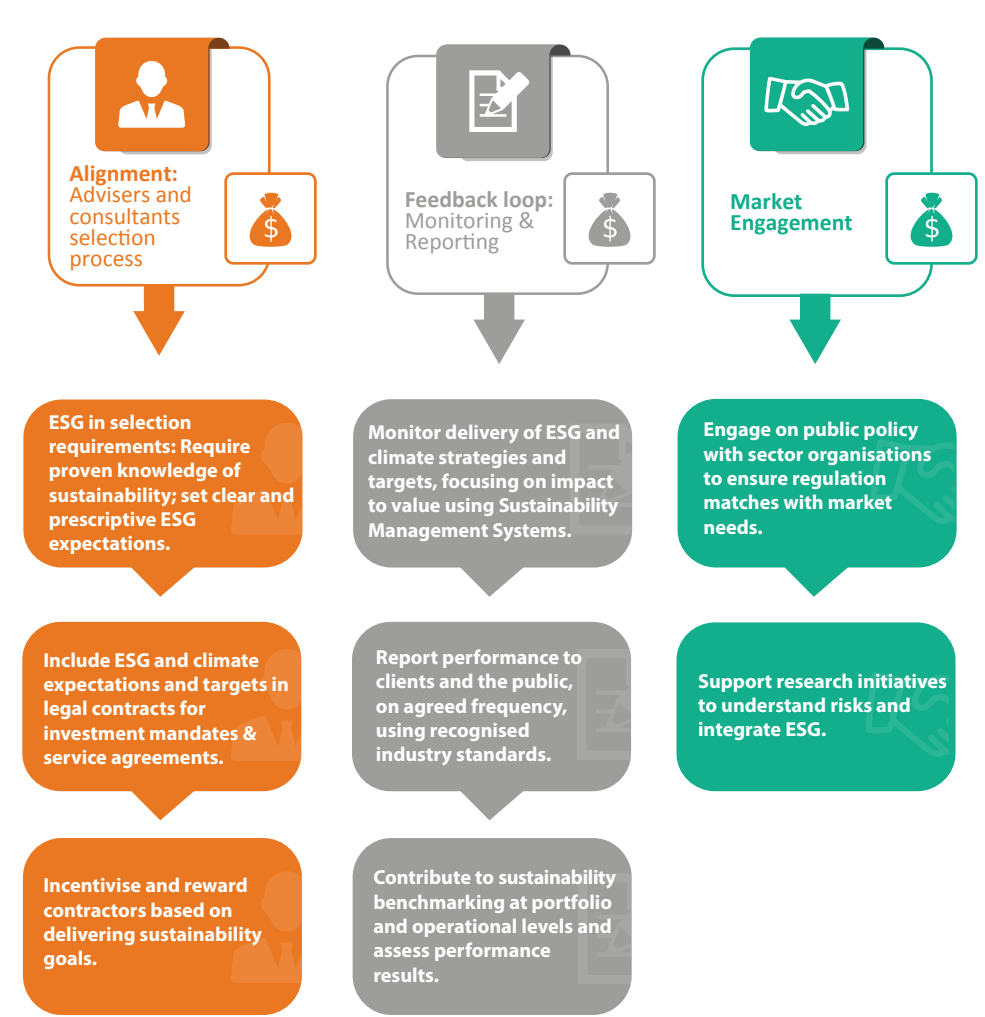 Alignment:
Advisers and
consultants
selection
process
$
Feedback loop:
Monitoring &
Reporting
$
Market
Engagement
$
ESG in selection
requirements: Require
proven knowledge of
sustainability; set clear and
prescriptive ESG
expectations.
Include ESG and climate
expectations and targets in
legal contracts for
investment mandates &
service agreements.
Incentivise and reward
contractors based on
delivering sustainability
goals.
Monitor delivery of ESG and
climate strategies and
targets, focusing on impact
to value using Sustainability
Management Systems.
Report performance to
clients and the public,
on agreed frequency,
using recognised
industry standards.
Contribute to sustainability
benchmarking at portfolio
and operational levels and
assess performance
results.
Engage on public policy
with sector organisations
to ensure regulation
matches with market
needs.
Support research initiatives
to understand risks and
integrate ESG.